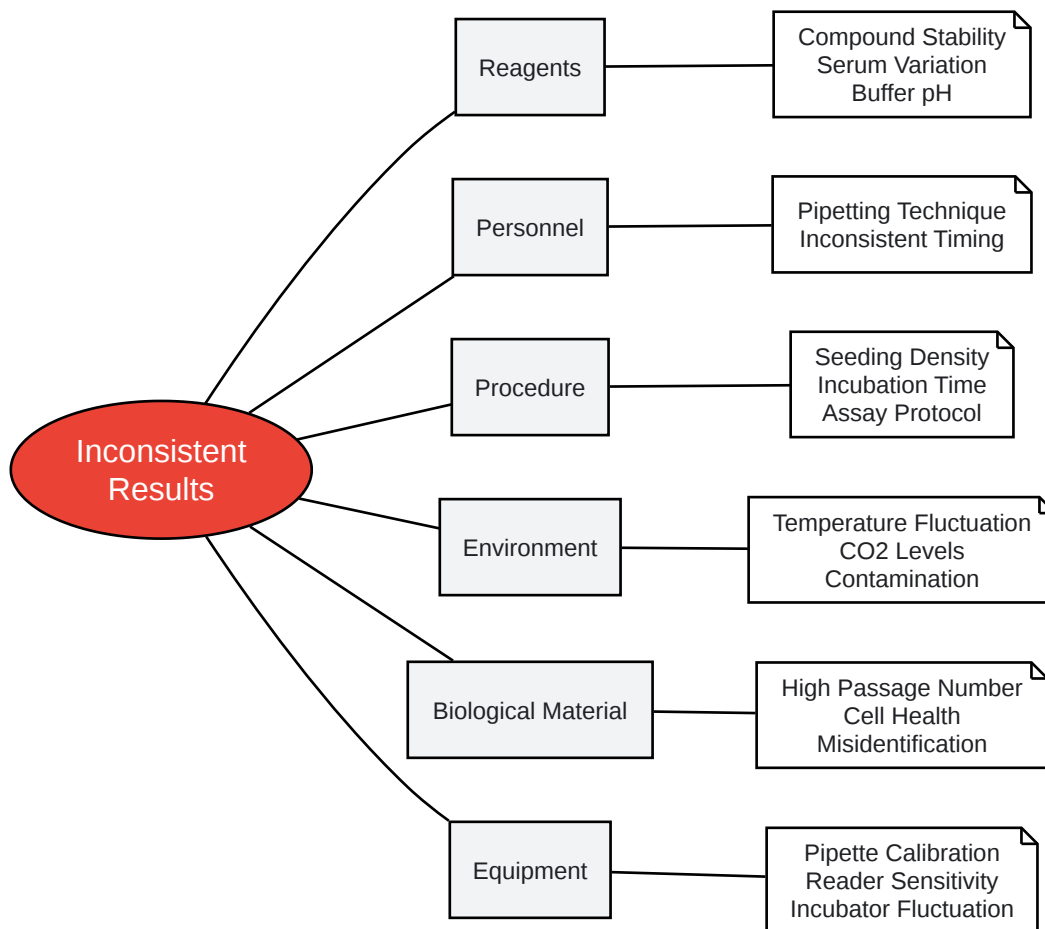 Inconsistent
Results
Reagents
Compound Stability
Serum Variation
Buffer pH
Personnel
Pipetting Technique
Inconsistent Timing
Procedure
Seeding Density
Incubation Time
Assay Protocol
Environment
Temperature Fluctuation
CO2 Levels
Contamination
Biological Material
High Passage Number
Cell Health
Misidentification
Equipment
Pipette Calibration
Reader Sensitivity
Incubator Fluctuation